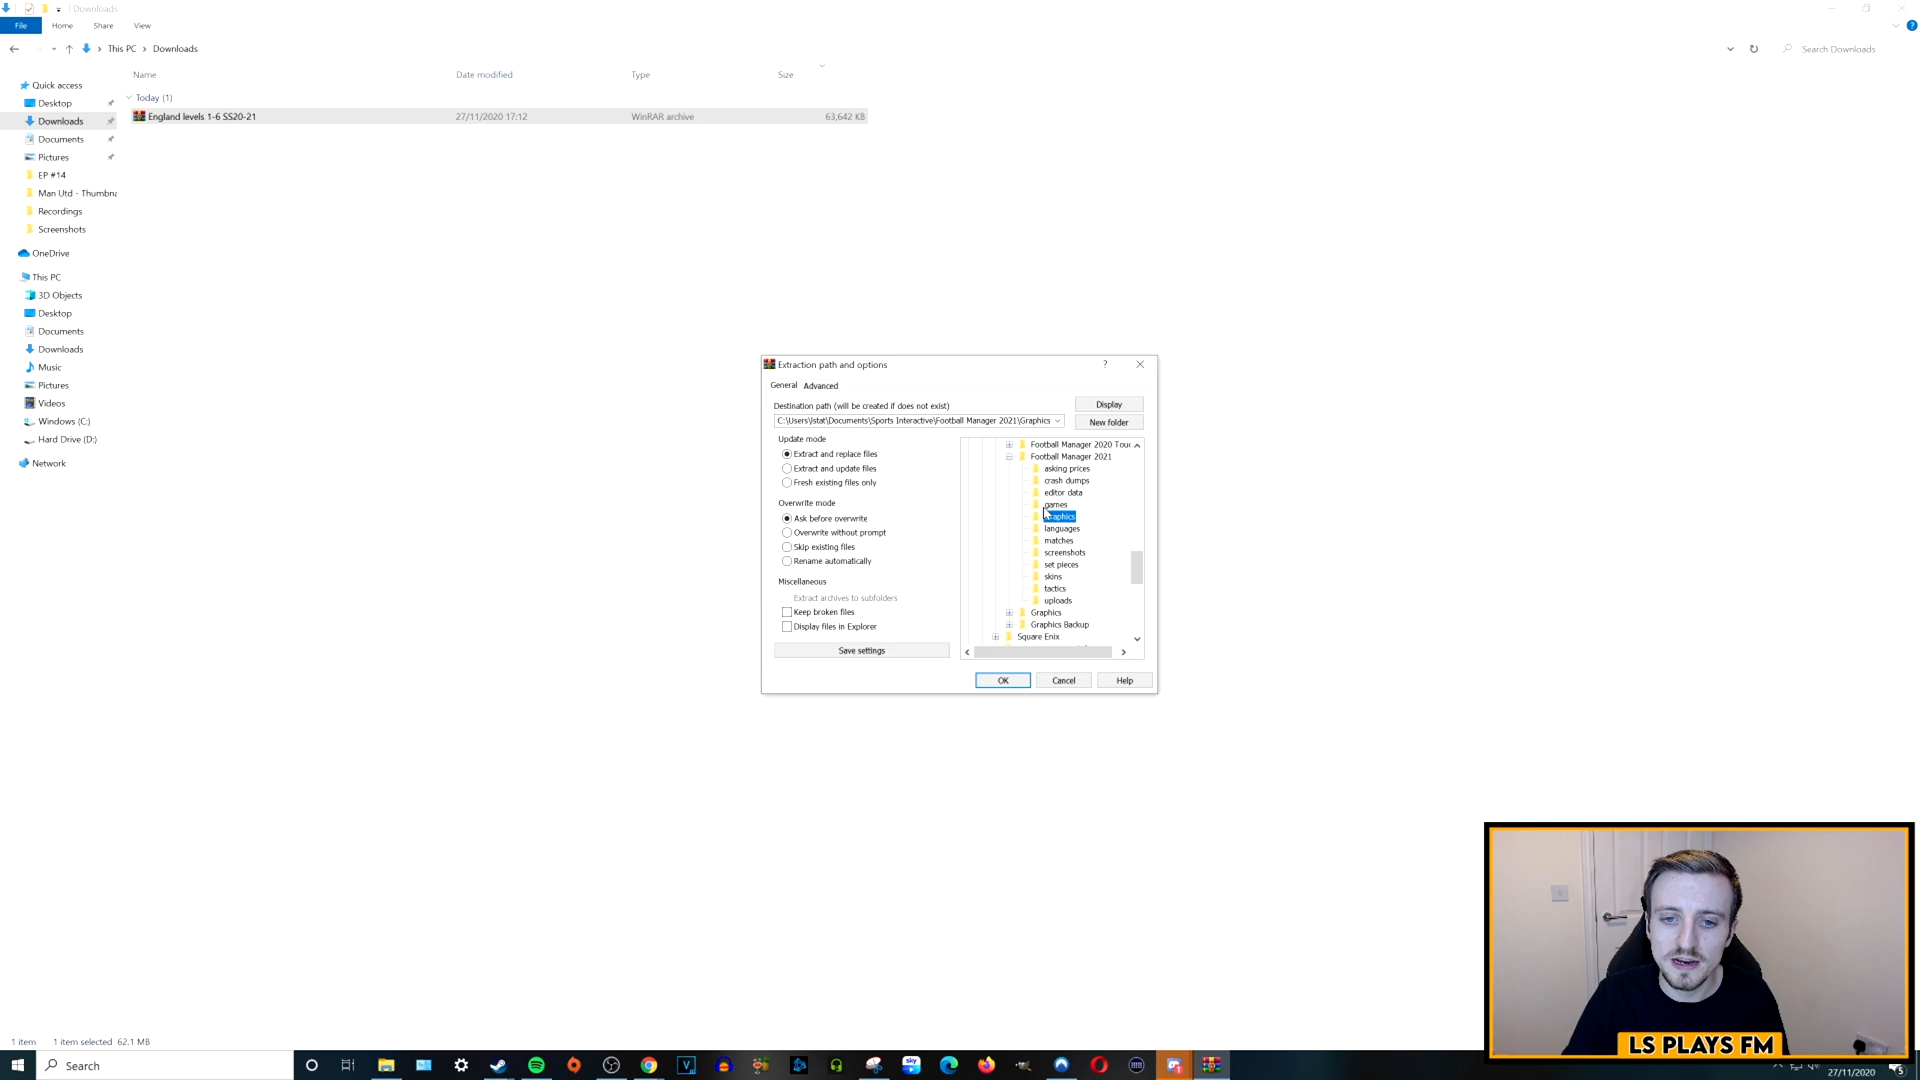 Downloads
File Home Share View
This PC Downloads
Search Downloads
Name Date modified Type Size
Quick access
Today (1)
Desktop
England levels 1-6 SS20-21 27/11/2020 17:12 WinRAR archive 63,642 KB
Downloads
Documents
Pictures
EP #14
Man Utd - Thumbna
Recordings
Screenshots
OneDrive
This PC
3D Objects
Desktop
Documents
Downloads
Music
Pictures
Videos
Windows (C:)
Hard Drive (D:)
Network
Extraction path and options
General Advanced
Destination path (will be created if does not exist)
Display
C:\Users\lstat\Documents\Sports Interactive\Football Manager 2021\Graphics
New folder
Update mode
Extract and replace files
Extract and update files
Fresh existing files only
Overwrite mode
Ask before overwrite
Overwrite without prompt
Skip existing files
Rename automatically
Miscellaneous
Extract archives to subfolders
Keep broken files
Display files in Explorer
Save settings
Football Manager 2020 Touc
Football Manager 2021
asking prices
crash dumps
editor data
games
graphics
languages
matches
screenshots
set pieces
skins
tactics
uploads
Graphics
Graphics Backup
Square Enix
OK Cancel Help
LS PLAYS FM
1 item 1 item selected 62,1 MB
Search
sky
27/11/2020
5